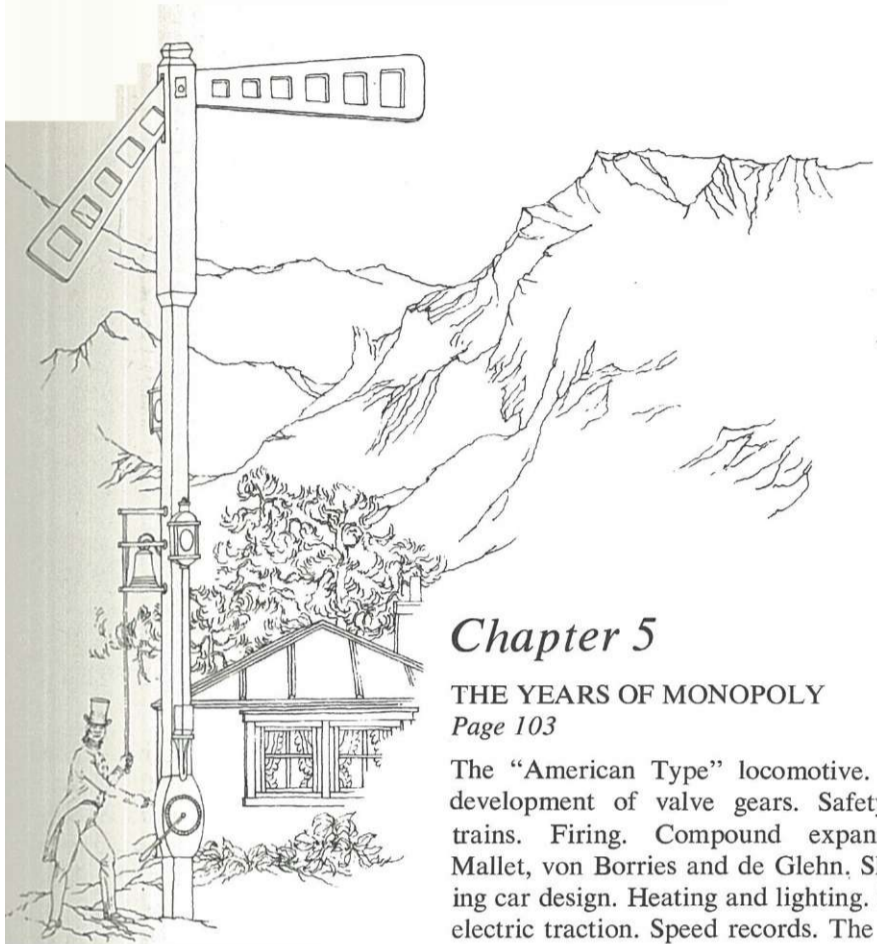 Chapter 5
THE YEARS OF MONOPOLY
Page 103
The “American Type” locomotive.
development of valve gears.
trains. Firing. Compound
Mallet, von Borries and de Glehn.
ing car design. Heating and lighting.
electric traction. Speed records. The